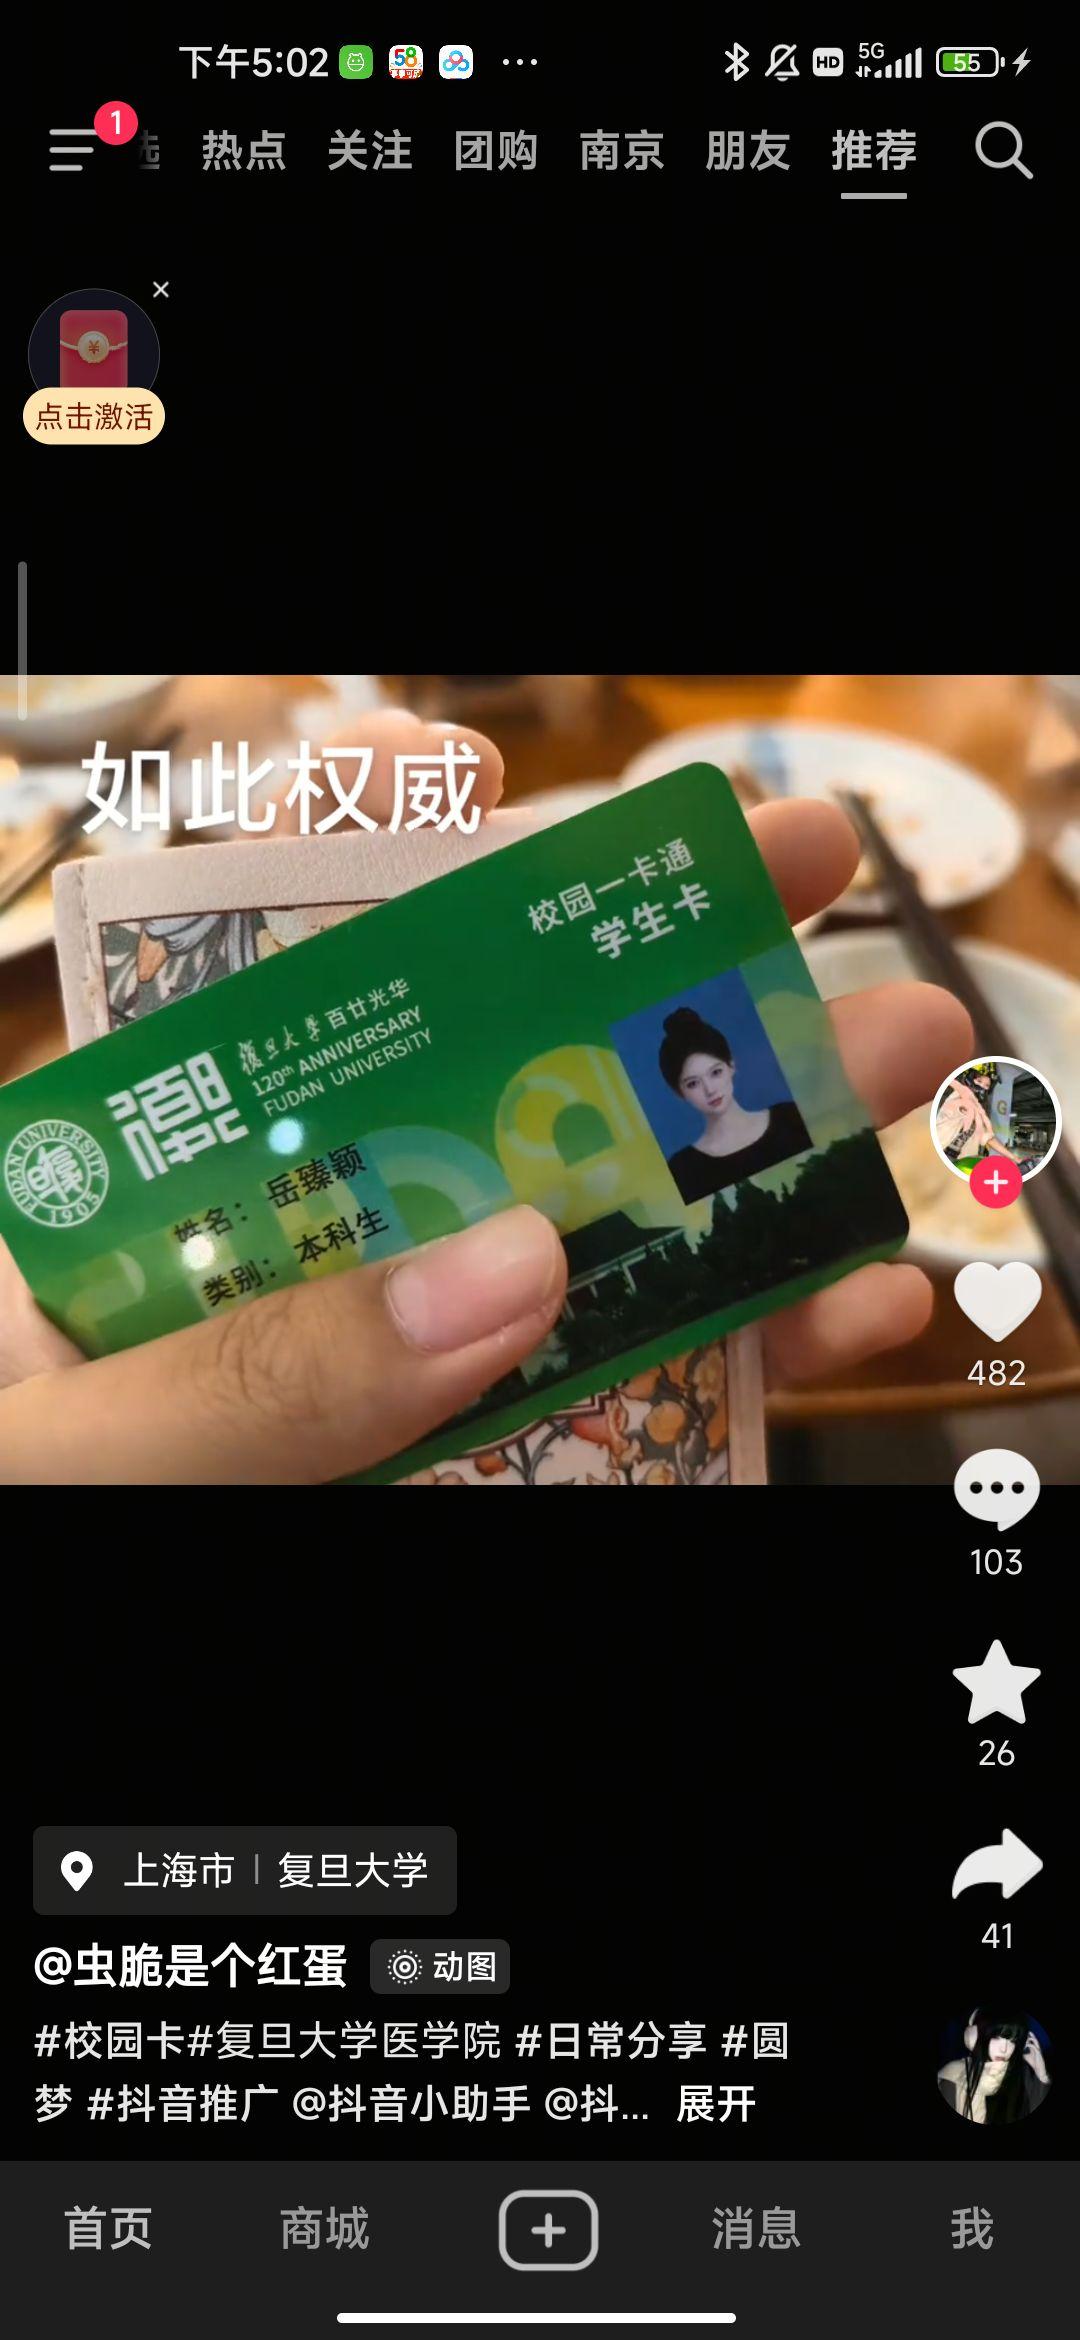 下午5:02
58
HD
5G
55
1
选 热点 关注 团购 南京 朋友 推荐
点击激活
如此权威
校园一卡通
学生卡
復旦大學 百廿光华
120th ANNIVERSARY
FUDAN UNIVERSITY
FUDAN UNIVERSITY
1905
姓名：岳臻颖
类别：本科生
482
103
26
41
上海市 | 复旦大学
@虫脆是个红蛋 动图
#校园卡#复旦大学医学院 #日常分享 #圆
梦 #抖音推广 @抖音小助手 @抖... 展开
首页 商城 消息 我